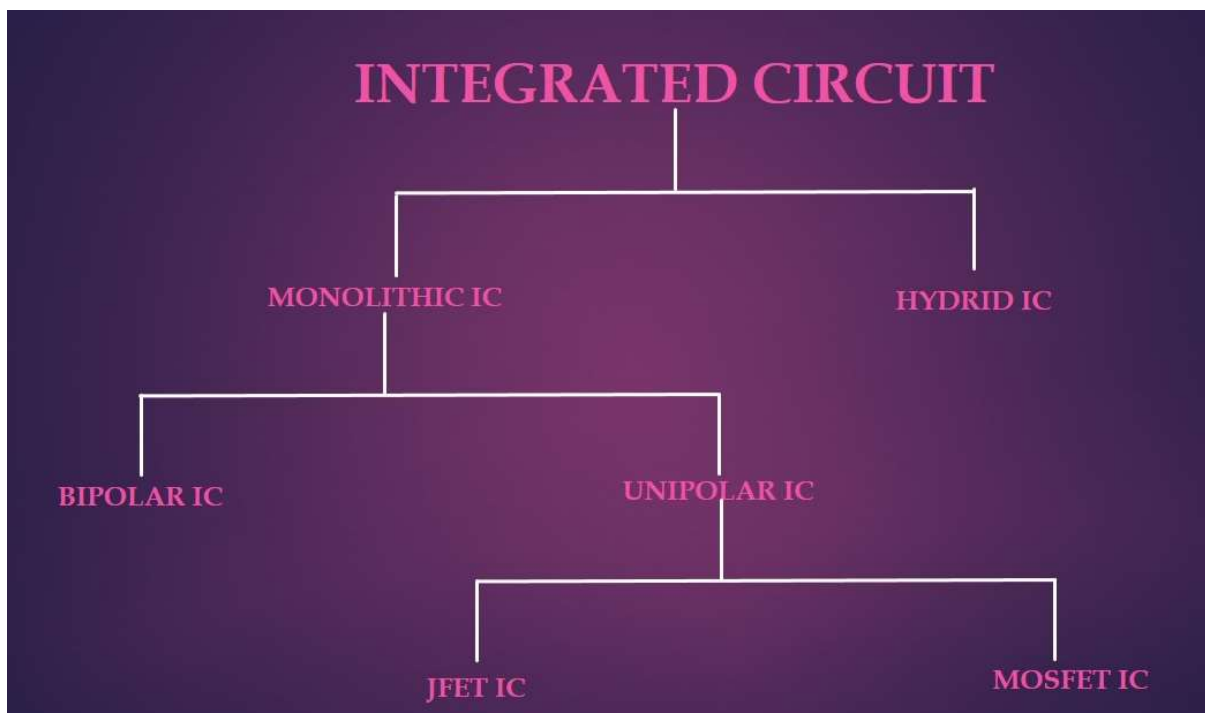 INTEGRATED CIRCUIT
MONOLITHIC IC
HYDRID IC
BIPOLAR IC
UNIPOLAR IC
JFET IC
MOSFET IC